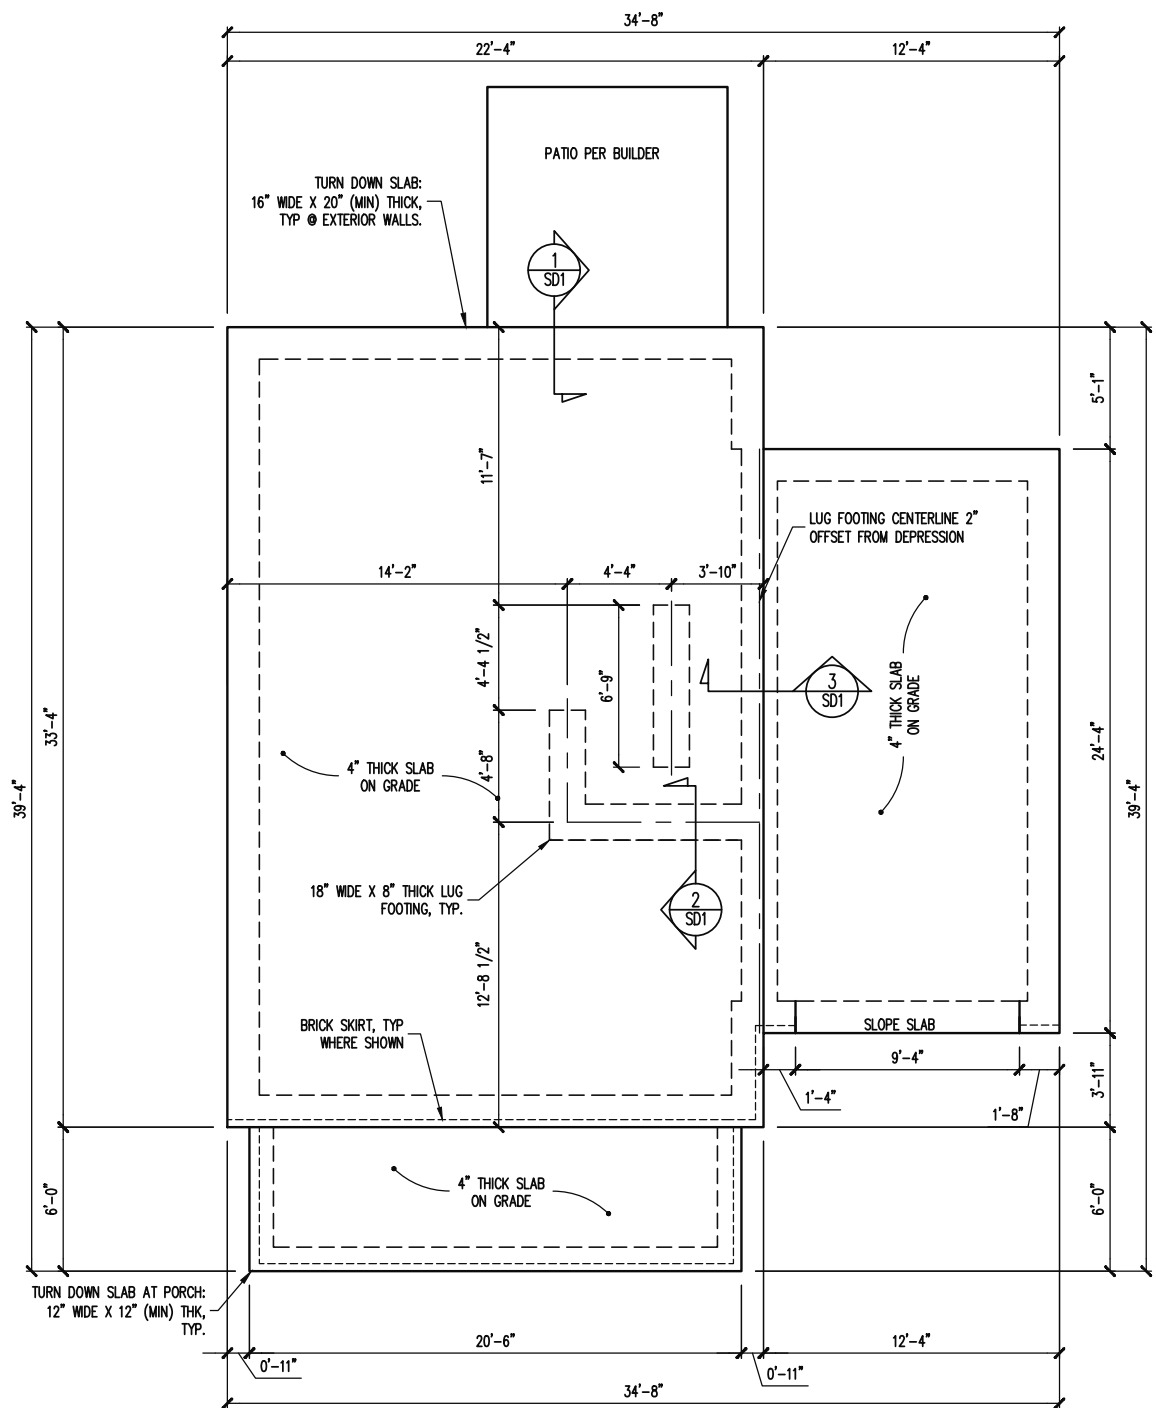 34'-8"
22'-4"
12'-4"
PATIO PER BUILDER
TURN DOWN SLAB:
16" WIDE X 20" (MIN) THICK,
TYP @ EXTERIOR WALLS.
1
SD1
5'-1"
11'-7"
LUG FOOTING CENTERLINE 2"
OFFSET FROM DEPRESSION
14'-2"
4'-4"
3'-10"
4'-4 1/2"
6'-9"
3
SD1
4" THICK SLAB
ON GRADE
33'-4"
39'-4"
24'-4"
39'-4"
4'-8"
4" THICK SLAB
ON GRADE
18" WIDE X 8" THICK LUG
FOOTING, TYP.
2
SD1
12'-8 1/2"
BRICK SKIRT, TYP
WHERE SHOWN
SLOPE SLAB
9'-4"
1'-4"
1'-8"
3'-11"
6'-0"
4" THICK SLAB
ON GRADE
6'-0"
TURN DOWN SLAB AT PORCH:
12" WIDE X 12" (MIN) THK,
TYP.
20'-6"
12'-4"
0'-11"
0'-11"
34'-8"